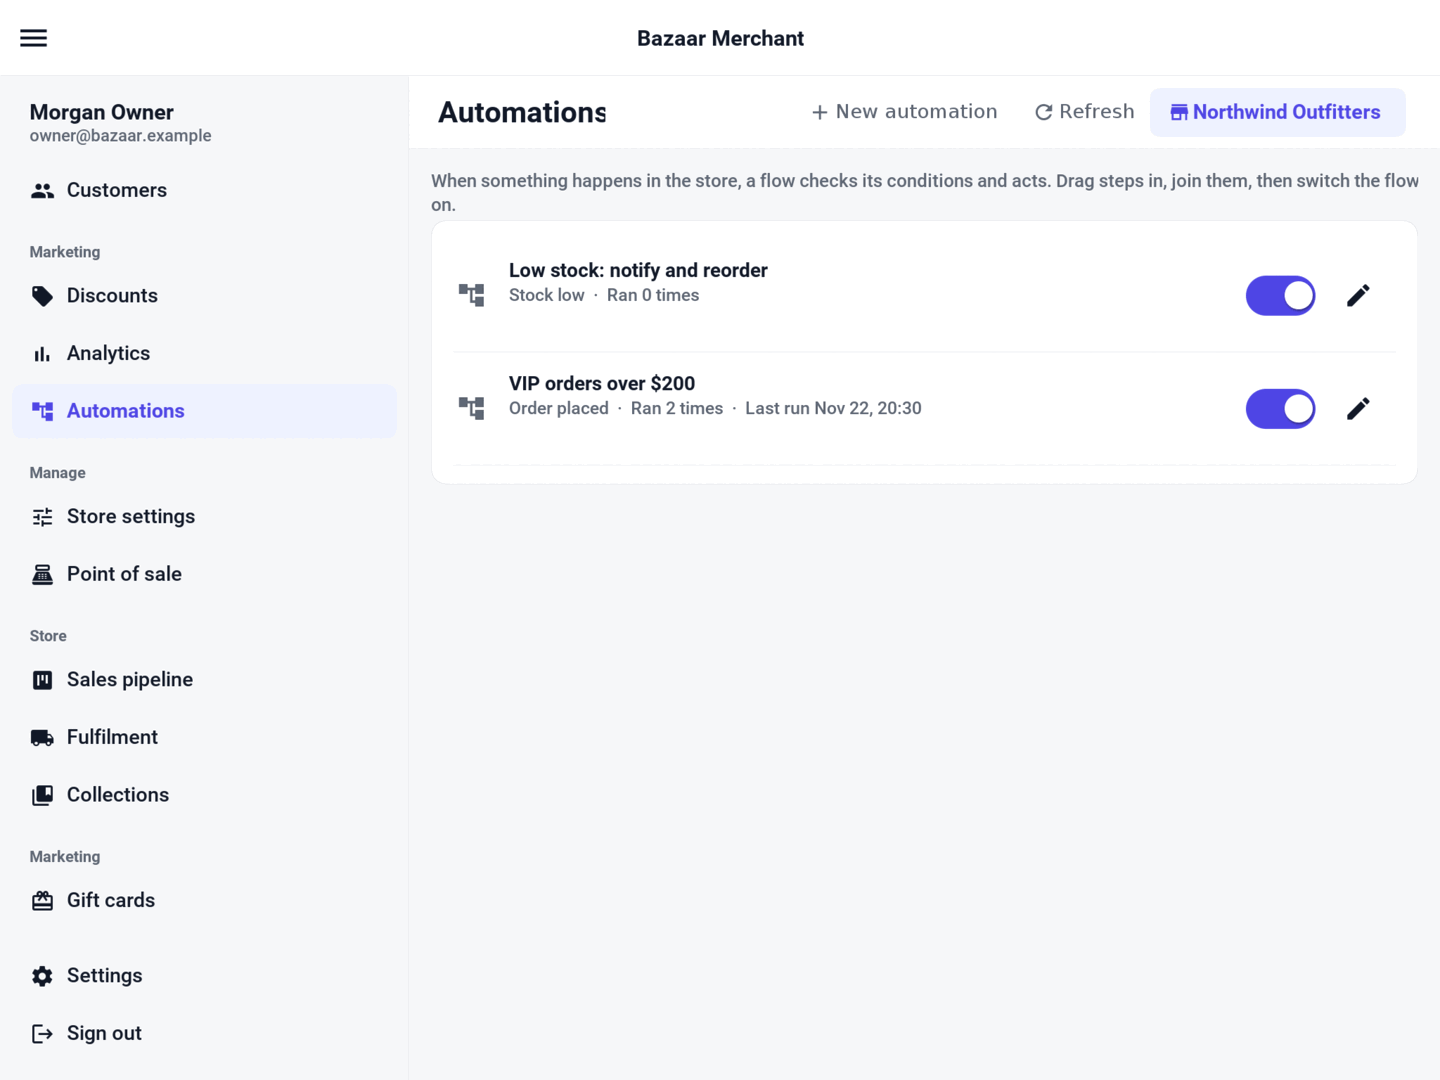 Bazaar Merchant
Morgan Owner
owner@bazaar.example
Customers
Marketing
Discounts
Analytics
Automations
Manage
Store settings
Point of sale
Store
Sales pipeline
Fulfilment
Collections
Marketing
Gift cards
Settings
Sign out
Automations
New automation
Refresh
Northwind Outfitters
When something happens in the store, a flow checks its conditions and acts. Drag steps in, join them, then switch the flow
on.
Low stock: notify and reorder
Stock low · Ran 0 times
VIP orders over $200
Order placed · Ran 2 times · Last run Nov 22, 20:30